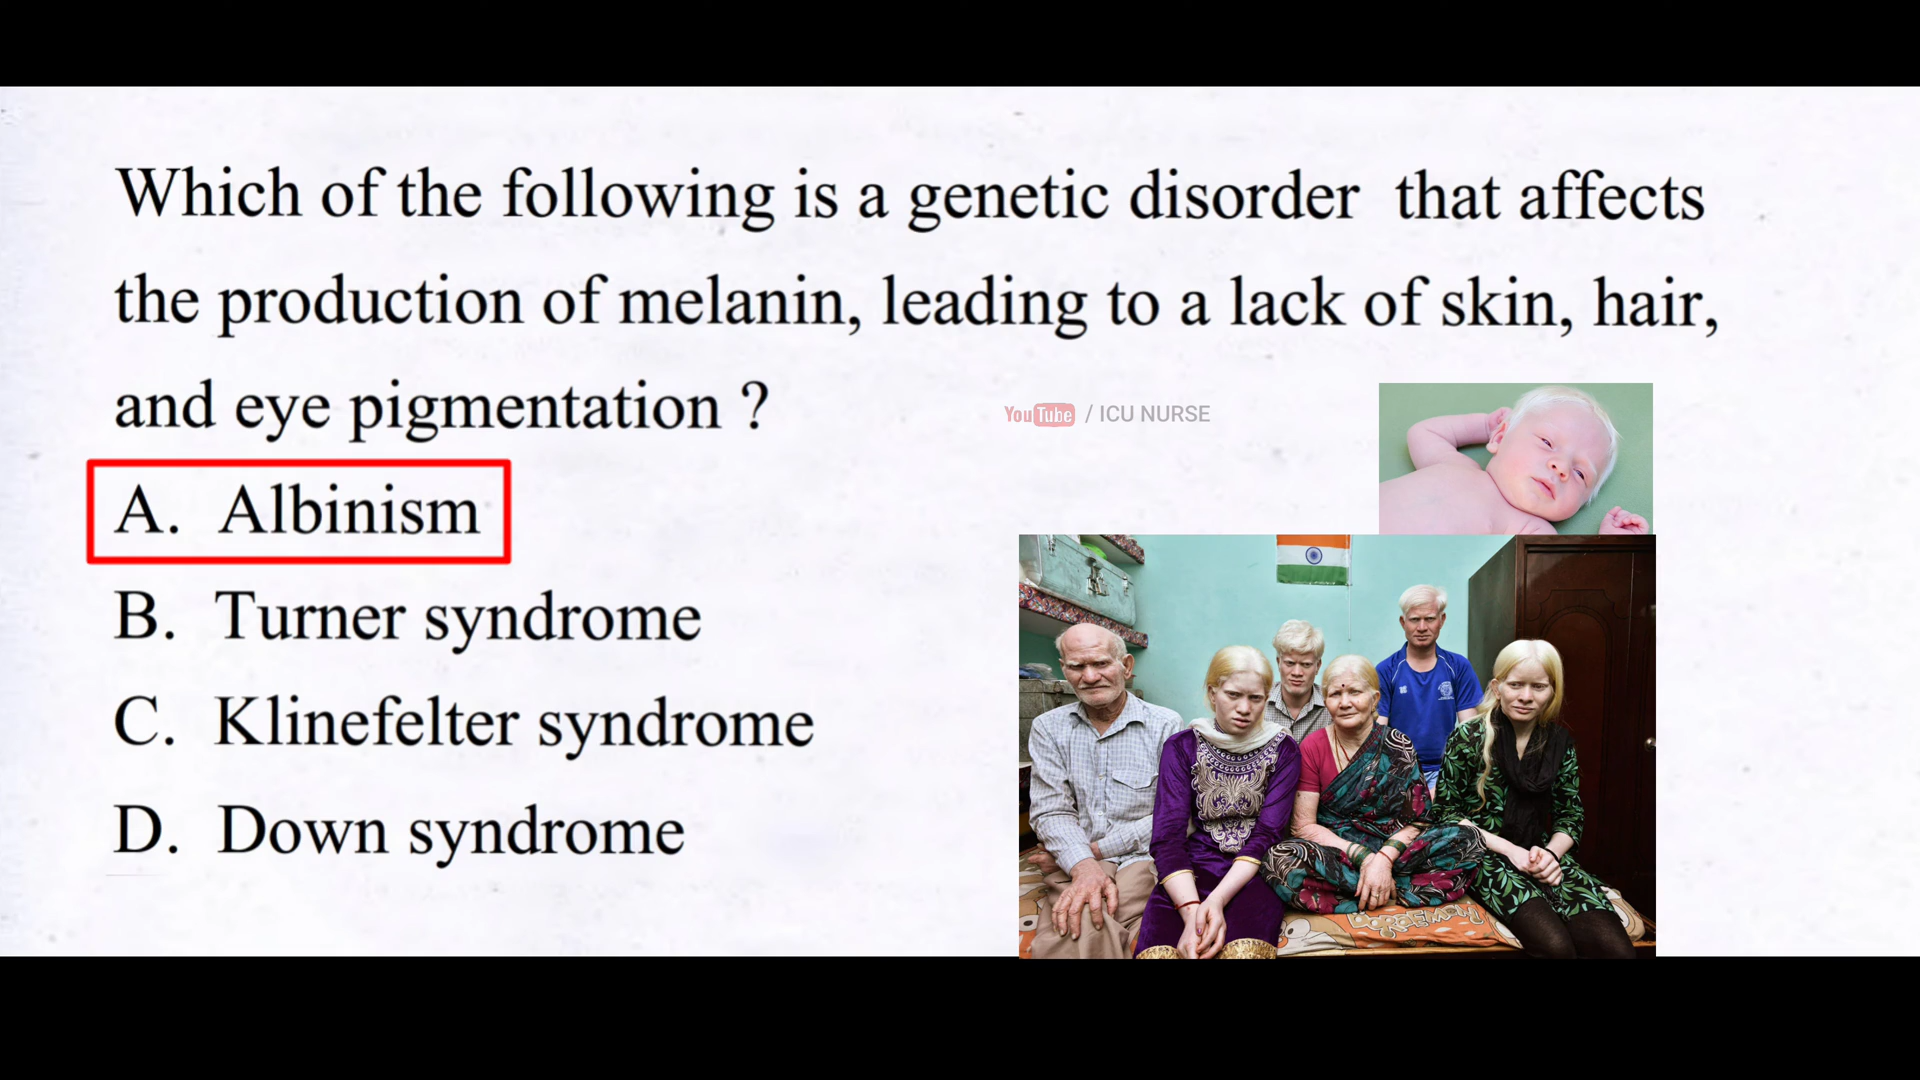 Which of the following is a genetic disorder that affects
the production of melanin, leading to a lack of skin, hair,
and eye pigmentation ?
YouTube / ICU NURSE
A. Albinism
B. Turner syndrome
C. Klinefelter syndrome
D. Down syndrome